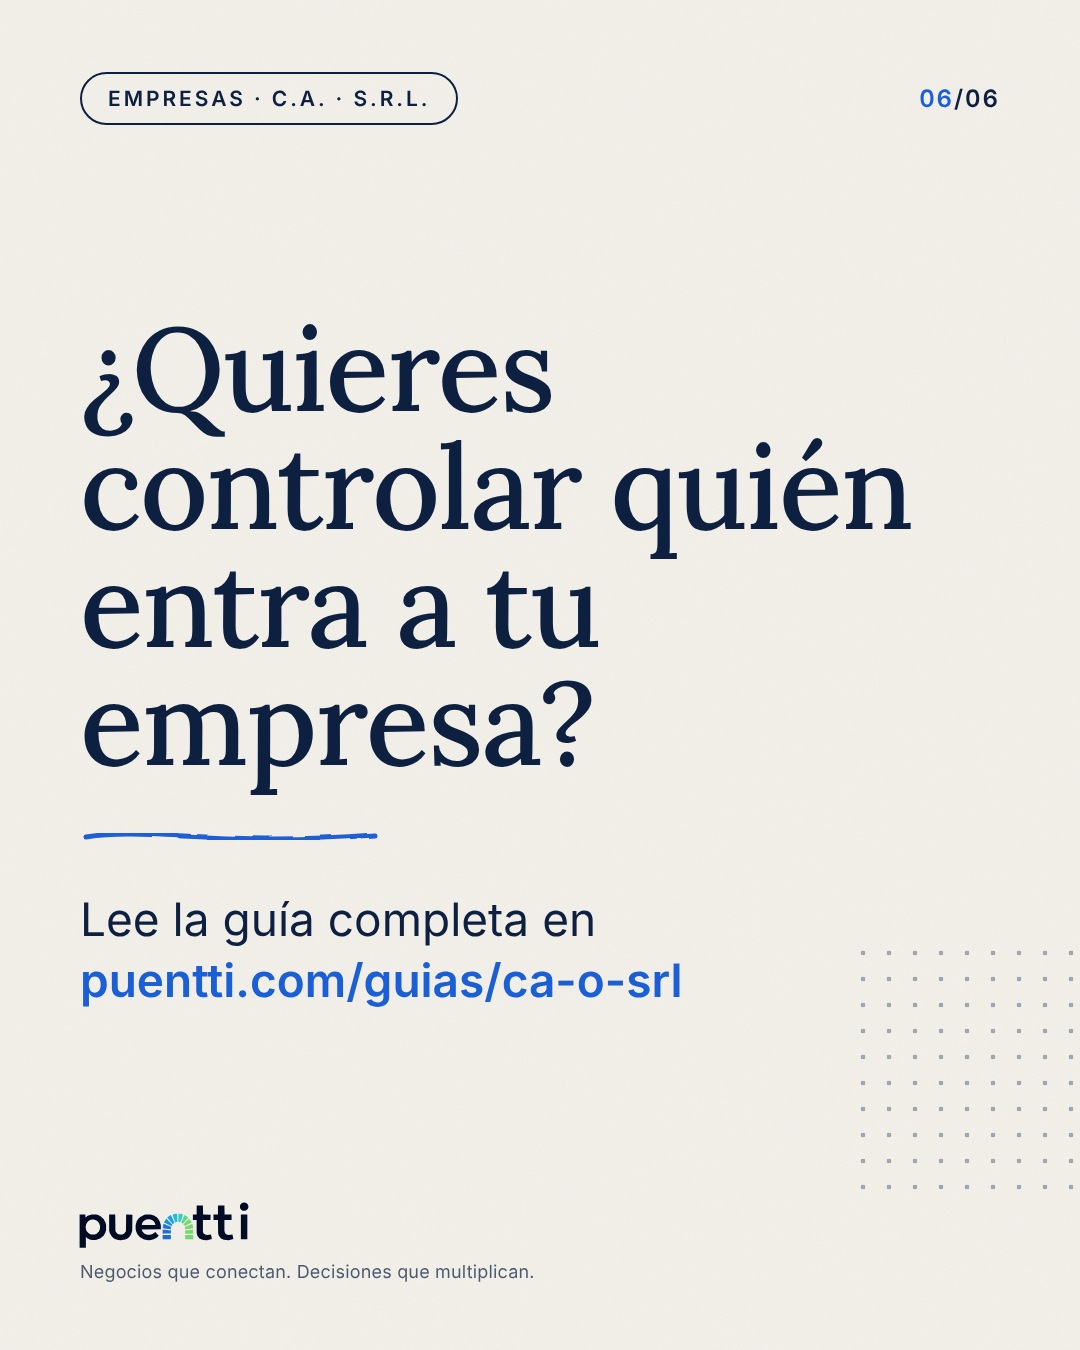 EMPRESAS · C.A. · S.R.L.
06/06
¿Quieres
controlar quién
entra a tu
empresa?
Lee la guía completa en
puentti.com/guias/ca-o-srl
puentti
Negocios que conectan. Decisiones que multiplican.